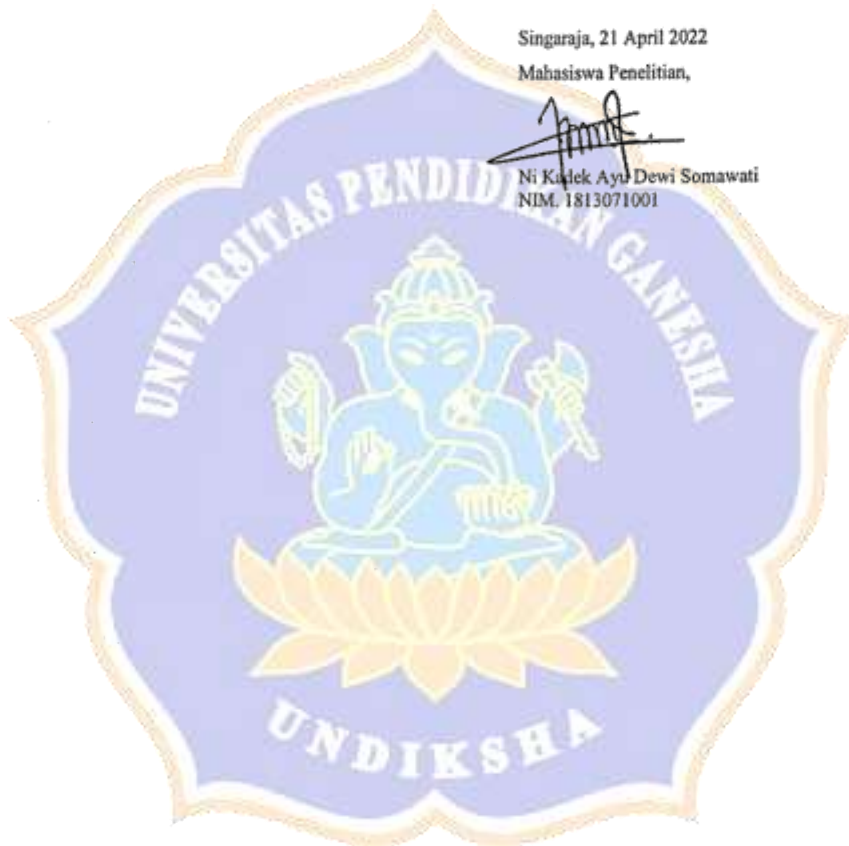 Singaraja, 21 April 2022
Mahasiswa Penelitian,
Ni Kadek Ayu Dewi Somawati
NIM. 1813071001
UNIVERSITAS PENDIDIKAN GANESHA
UNDIKSHA